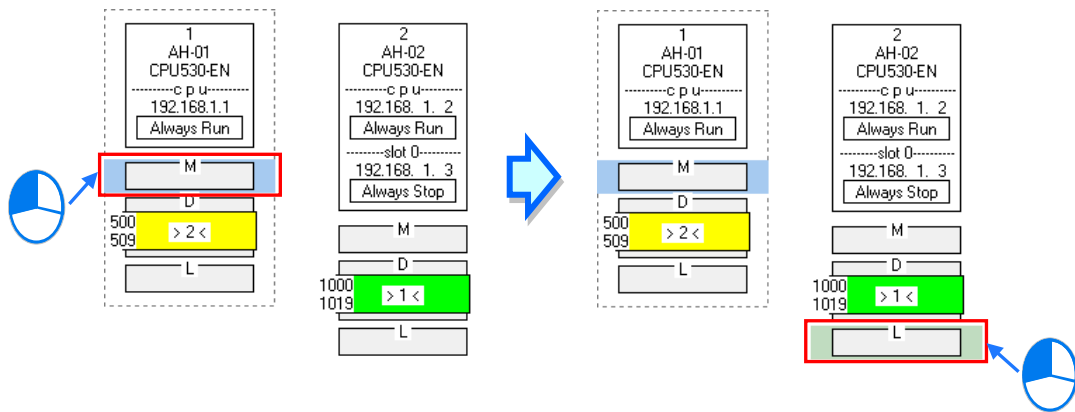 1
AH-01
CPU530-EN
------c p u------
192.168.1.1
Always Run
M
D
500
509
> 2 <
L
2
AH-02
CPU530-EN
------c p u------
192.168. 1. 2
Always Run
------slot 0------
192.168. 1. 3
Always Stop
M
D
1000
1019
> 1 <
L
1
AH-01
CPU530-EN
------c p u------
192.168.1.1
Always Run
M
D
500
509
> 2 <
L
2
AH-02
CPU530-EN
------c p u------
192.168. 1. 2
Always Run
------slot 0------
192.168. 1. 3
Always Stop
M
D
1000
1019
> 1 <
L